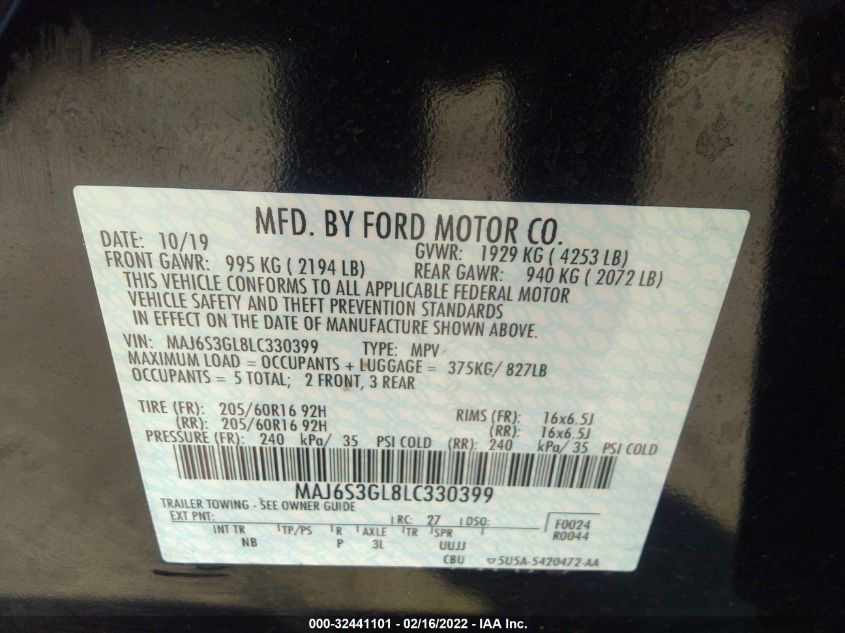 MFD. BY FORD MOTOR CO.
DATE: 10/19 GVWR: 1929 KG ( 4253 LB)
FRONT GAWR: 995 KG ( 2194 LB) REAR GAWR: 940 KG ( 2072 LB)
THIS VEHICLE CONFORMS TO ALL APPLICABLE FEDERAL MOTOR
VEHICLE SAFETY AND THEFT PREVENTION STANDARDS
IN EFFECT ON THE DATE OF MANUFACTURE SHOWN ABOVE.
VIN: MAJ6S3GL8LC330399 TYPE: MPV
MAXIMUM LOAD = OCCUPANTS + LUGGAGE = 375KG/ 827LB
OCCUPANTS = 5 TOTAL; 2 FRONT, 3 REAR
TIRE (FR): 205/60R16 92H RIMS (FR): 16x6.5J
(RR): 205/60R16 92H (RR): 16x6.5J
PRESSURE (FR): 240 kPa/ 35 PSI COLD (RR): 240 kPa/ 35 PSI COLD
MAJ6S3GL8LC330399
TRAILER TOWING - SEE OWNER GUIDE
EXT PNT: RC: 27 DSO: F0024
INT TR TP/PS R AXLE TR SPR R0044
NB P 3L UUJJ
CBU 5U5A-5420472-AA
000-32441101 - 02/16/2022 - IAA Inc.